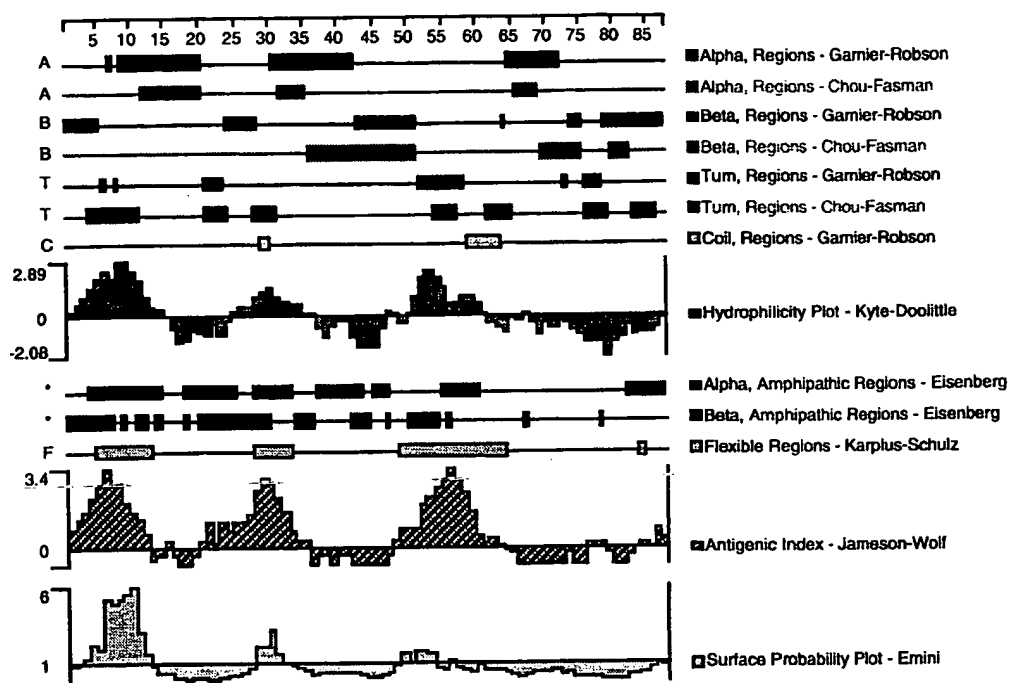 5 10 15 20 25 30 35 40 45 50 55 60 65 70 75 80 85
A Alpha, Regions - Garnier-Robson
A Alpha, Regions - Chou-Fasman
B Beta, Regions - Garnier-Robson
B Beta, Regions - Chou-Fasman
T Turn, Regions - Garnier-Robson
T Turn, Regions - Chou-Fasman
C Coil, Regions - Garnier-Robson
2.89
0 Hydrophilicity Plot - Kyte-Doolittle
-2.08
* Alpha, Amphipathic Regions - Eisenberg
* Beta, Amphipathic Regions - Eisenberg
F Flexible Regions - Karplus-Schulz
3.4
0 Antigenic Index - Jameson-Wolf
6
1 Surface Probability Plot - Emini